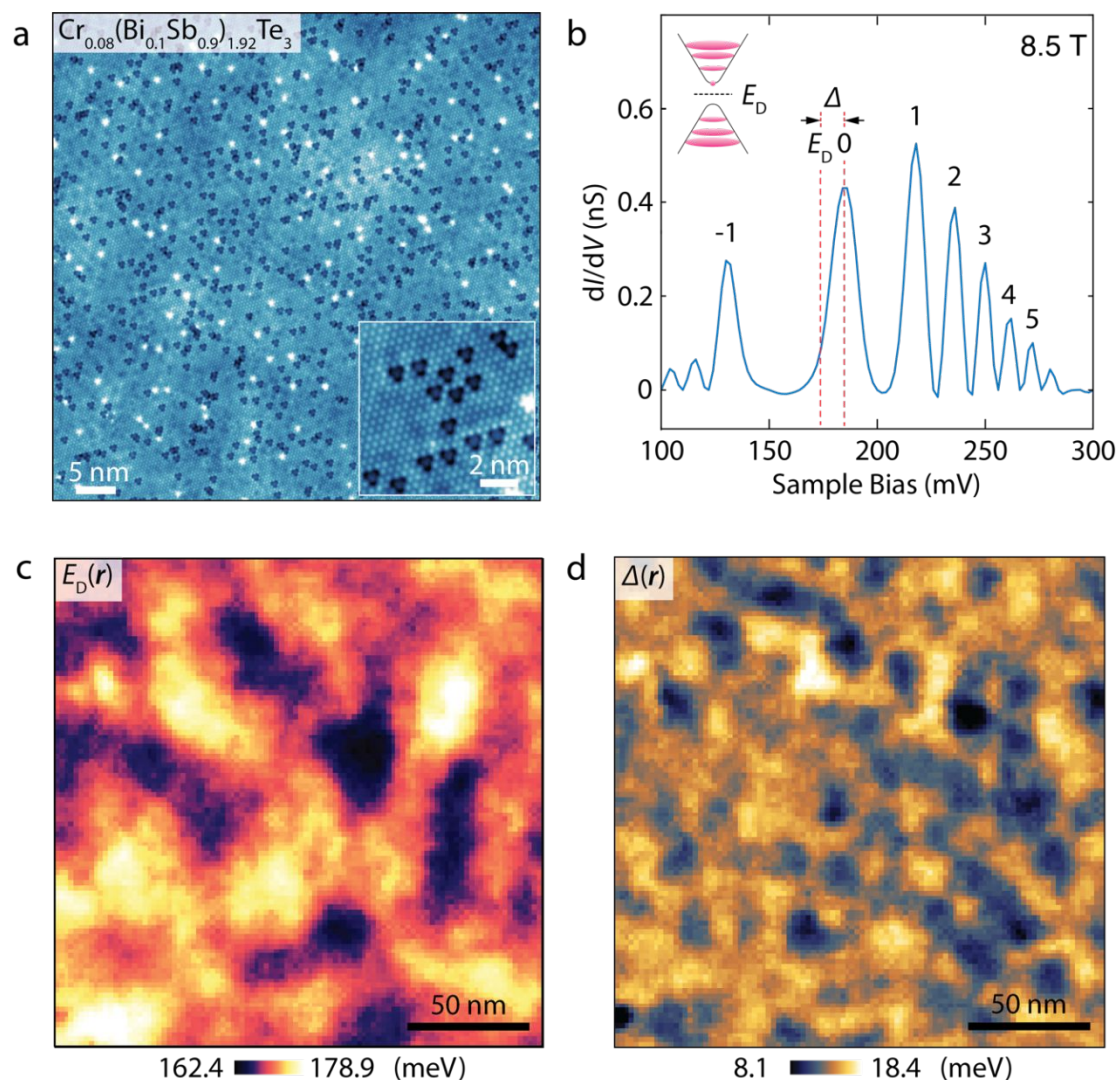 a
Cr0.08(Bi0.1Sb0.9)1.92Te3
5 nm
2 nm
b
8.5 T
ED
Δ
ED 0
-1
1
2
3
4
5
dI/dV (nS)
0.6
0.4
0.2
0
100 150 200 250 300
Sample Bias (mV)
c
ED(r)
50 nm
162.4 178.9 (meV)
d
Δ(r)
50 nm
8.1 18.4 (meV)